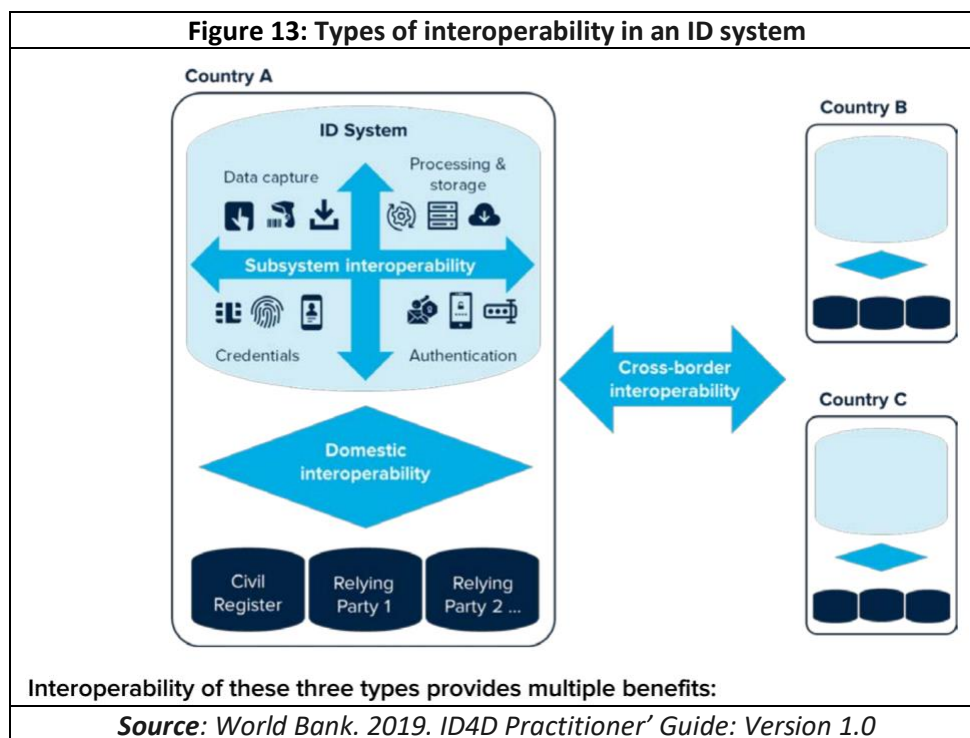 Figure 13: Types of interoperability in an ID system
Country A
ID System
Data capture
Processing &
storage
Subsystem interoperability
Credentials
Authentication
Domestic
interoperability
Civil
Register
Relying
Party 1
Relying
Party 2 ...
Cross-border
interoperability
Country B
Country C
Interoperability of these three types provides multiple benefits:
Source: World Bank. 2019. ID4D Practitioner’ Guide: Version 1.0